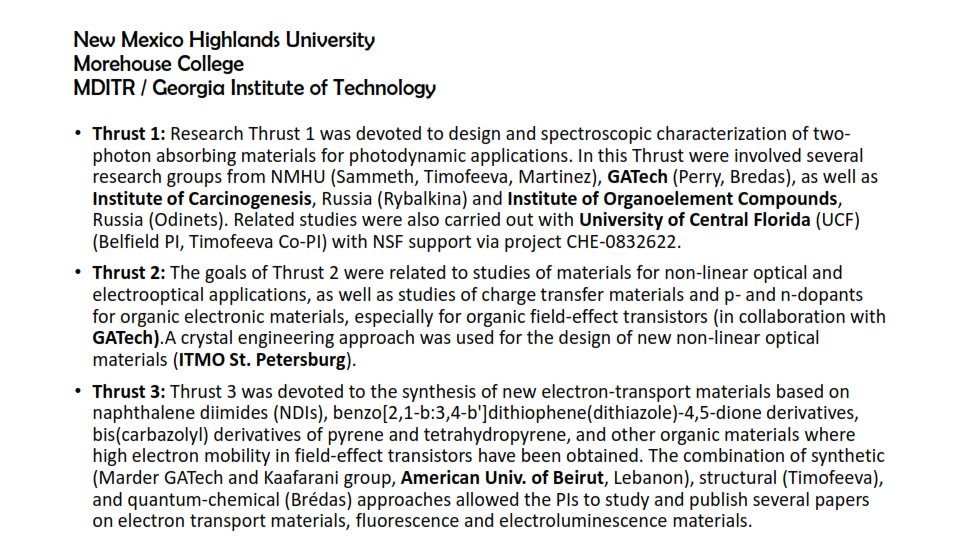 New Mexico Highlands University
Morehouse College
MDITR / Georgia Institute of Technology
• Thrust 1: Research Thrust 1 was devoted to design and spectroscopic characterization of two-
photon absorbing materials for photodynamic applications. In this Thrust were involved several
research groups from NMHU (Sammeth, Timofeeva, Martinez), GATech (Perry, Bredas), as well as
Institute of Carcinogenesis, Russia (Rybalkina) and Institute of Organoelement Compounds,
Russia (Odinets). Related studies were also carried out with University of Central Florida (UCF)
(Belfield PI, Timofeeva Co-PI) with NSF support via project CHE-0832622.
• Thrust 2: The goals of Thrust 2 were related to studies of materials for non-linear optical and
electrooptical applications, as well as studies of charge transfer materials and p- and n-dopants
for organic electronic materials, especially for organic field-effect transistors (in collaboration with
GATech).A crystal engineering approach was used for the design of new non-linear optical
materials (ITMO St. Petersburg).
• Thrust 3: Thrust 3 was devoted to the synthesis of new electron-transport materials based on
naphthalene diimides (NDIs), benzo[2,1-b:3,4-b']dithiophene(dithiazole)-4,5-dione derivatives,
bis(carbazolyl) derivatives of pyrene and tetrahydropyrene, and other organic materials where
high electron mobility in field-effect transistors have been obtained. The combination of synthetic
(Marder GATech and Kaafarani group, American Univ. of Beirut, Lebanon), structural (Timofeeva),
and quantum-chemical (Brédas) approaches allowed the PIs to study and publish several papers
on electron transport materials, fluorescence and electroluminescence materials.